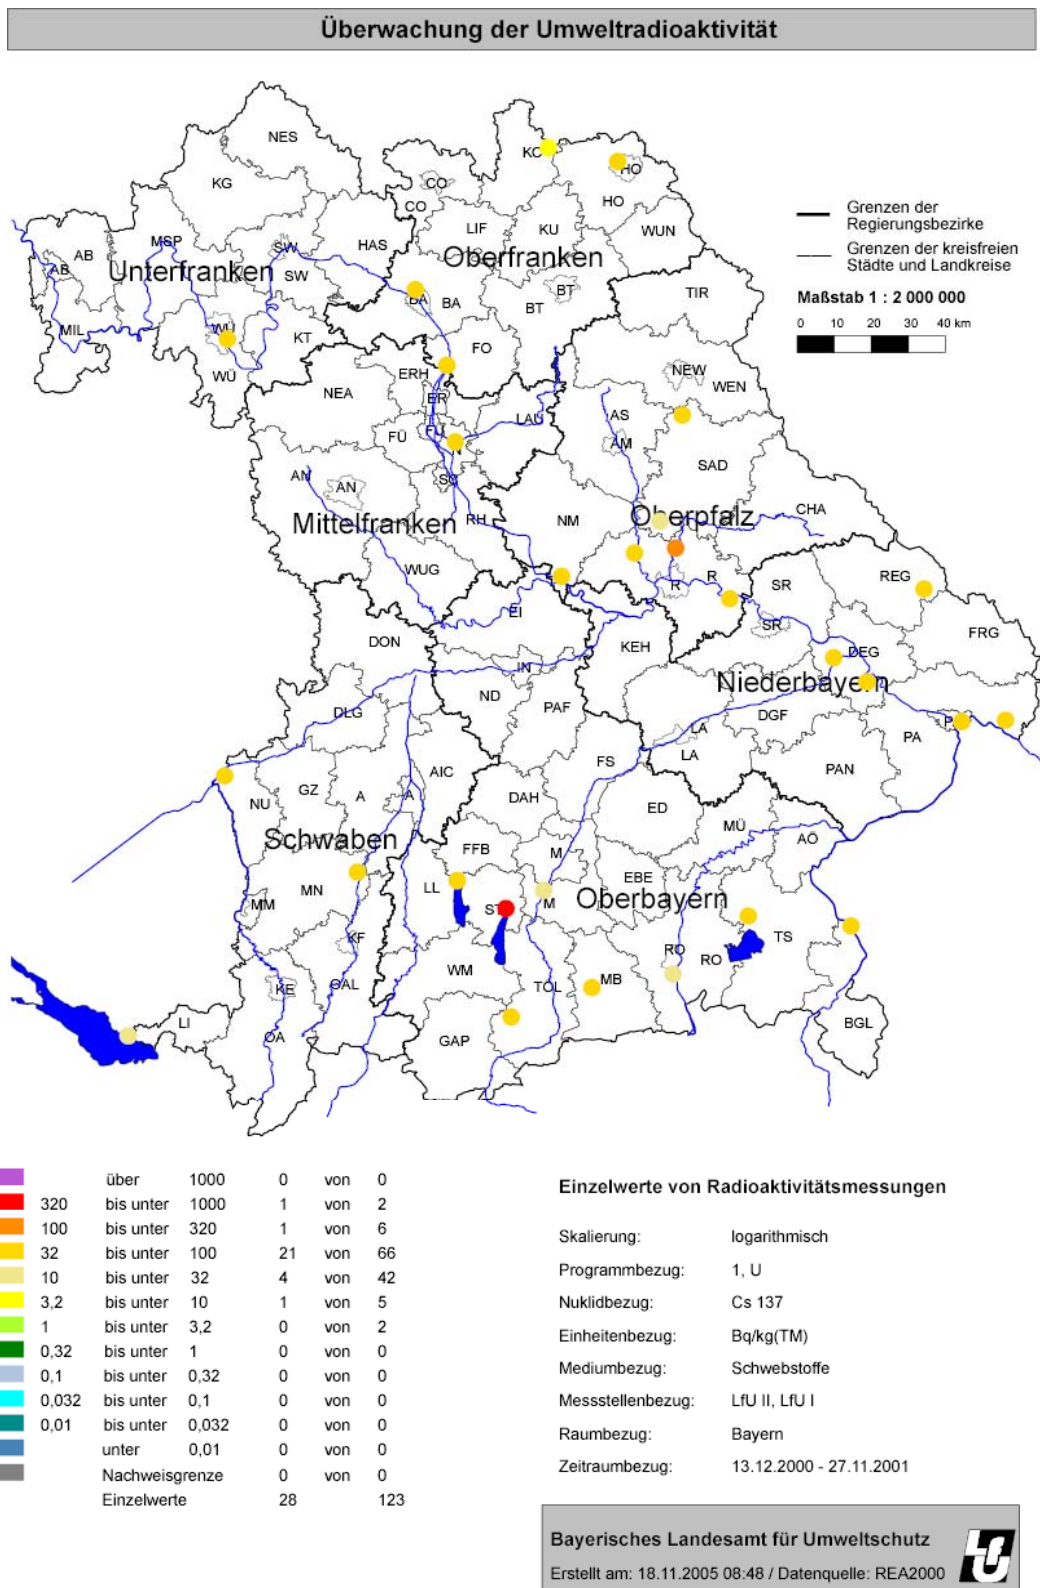 Überwachung der Umweltradioaktivität
NES
KG
KC
HO
HO
CO
CO
LIF
KU
WUN
AB
AB
MSP
SW
SW
HAS
Unterfranken
Oberfranken
BT
BT
TIR
BA
BA
MIL
WÜ
WÜ
KT
FO
NEA
ERH
ER
NEW
WEN
LAU
AS
AM
FÜ
FÜ
N
SAD
AN
AN
SC
Mittelfranken
RH
NM
Oberpfalz
CHA
WUG
R
R
SR
SR
REG
EI
DON
KEH
DEG
FRG
IN
ND
Niederbayern
DLG
PAF
DGF
LA
LA
P
PA
PAN
FS
AIC
GZ
A
A
NU
DAH
ED
MÜ
AÖ
Schwaben
FFB
M
M
EBE
MN
MM
LL
ST
Oberbayern
KF
RO
RO
TS
WM
TÖL
MB
KE
OAL
LI
OA
GAP
BGL
Grenzen der
Regierungsbezirke
Grenzen der kreisfreien
Städte und Landkreise
Maßstab 1 : 2 000 000
0 10 20 30 40 km
über 1000 0 von 0
320 bis unter 1000 1 von 2
100 bis unter 320 1 von 6
32 bis unter 100 21 von 66
10 bis unter 32 4 von 42
3,2 bis unter 10 1 von 5
1 bis unter 3,2 0 von 2
0,32 bis unter 1 0 von 0
0,1 bis unter 0,32 0 von 0
0,032 bis unter 0,1 0 von 0
0,01 bis unter 0,032 0 von 0
unter 0,01 0 von 0
Nachweisgrenze 0 von 0
Einzelwerte 28 123
Einzelwerte von Radioaktivitätsmessungen
Skalierung: logarithmisch
Programmbezug: 1, U
Nuklidbezug: Cs 137
Einheitenbezug: Bq/kg(TM)
Mediumbezug: Schwebstoffe
Messstellenbezug: LfU II, LfU I
Raumbezug: Bayern
Zeitraumbezug: 13.12.2000 - 27.11.2001
Bayerisches Landesamt für Umweltschutz
Erstellt am: 18.11.2005 08:48 / Datenquelle: REA2000
LfU